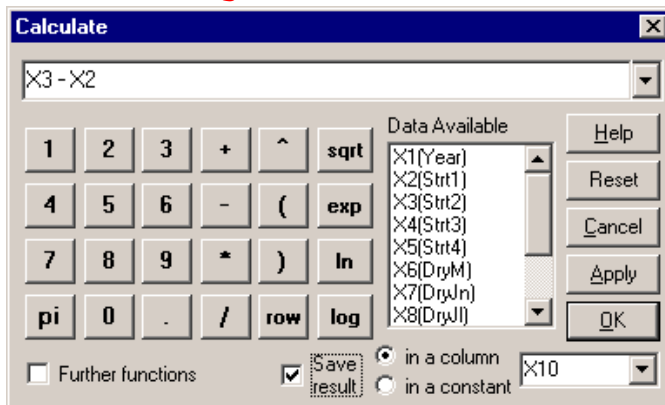 Calculate
X3 - X2
Data Available
Help
1 2 3 + ^ sqrt
X1(Year)
X2(Strt1)
Reset
4 5 6 - ( exp
X3(Strt2)
X4(Strt3)
Cancel
X5(Strt4)
7 8 9 * ) ln
X6(DryM)
Apply
X7(DryJn)
pi 0 . / row log
X8(DryJl)
OK
Further functions
Save result
in a column
in a constant
X10